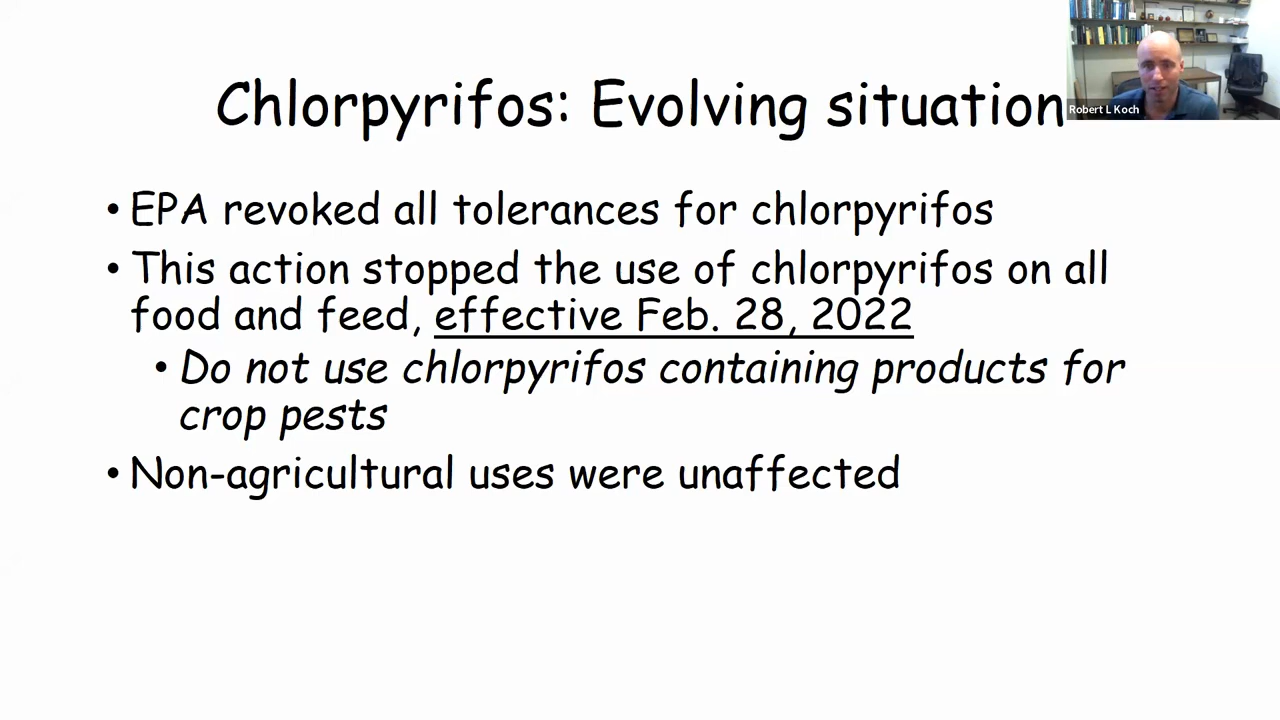 Chlorpyrifos: Evolving situation
Robert L Koch
• EPA revoked all tolerances for chlorpyrifos
• This action stopped the use of chlorpyrifos on all
food and feed, effective Feb. 28, 2022
• Do not use chlorpyrifos containing products for
crop pests
• Non-agricultural uses were unaffected